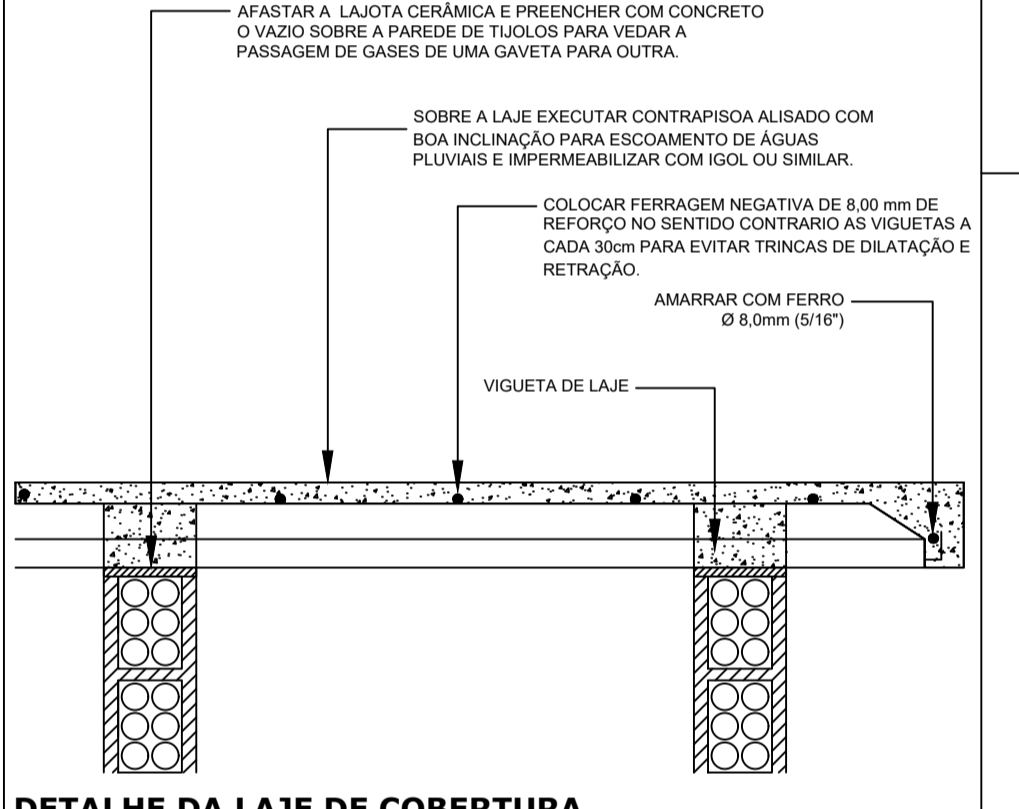 AFASTAR A LAJOTA CERÂMICA E PREENCHER COM CONCRETO
O VAZIO SOBRE A PAREDE DE TIJOLOS PARA VEDAR A
PASSAGEM DE GASES DE UMA GAVETA PARA OUTRA.
SOBRE A LAJE EXECUTAR CONTRAPISOA ALISADO COM
BOA INCLINAÇÃO PARA ESCOAMENTO DE ÁGUAS
PLUVIAIS E IMPERMEABILIZAR COM IGOL OU SIMILAR.
COLOCAR FERRAGEM NEGATIVA DE 8,00 mm DE
REFORÇO NO SENTIDO CONTRARIO AS VIGUETAS A
CADA 30cm PARA EVITAR TRINCAS DE DILATAÇÃO E
RETRAÇÃO.
AMARRAR COM FERRO
Ø 8,0mm (5/16")
VIGUETA DE LAJE
DETALHE DA LAJE DE COBERTURA